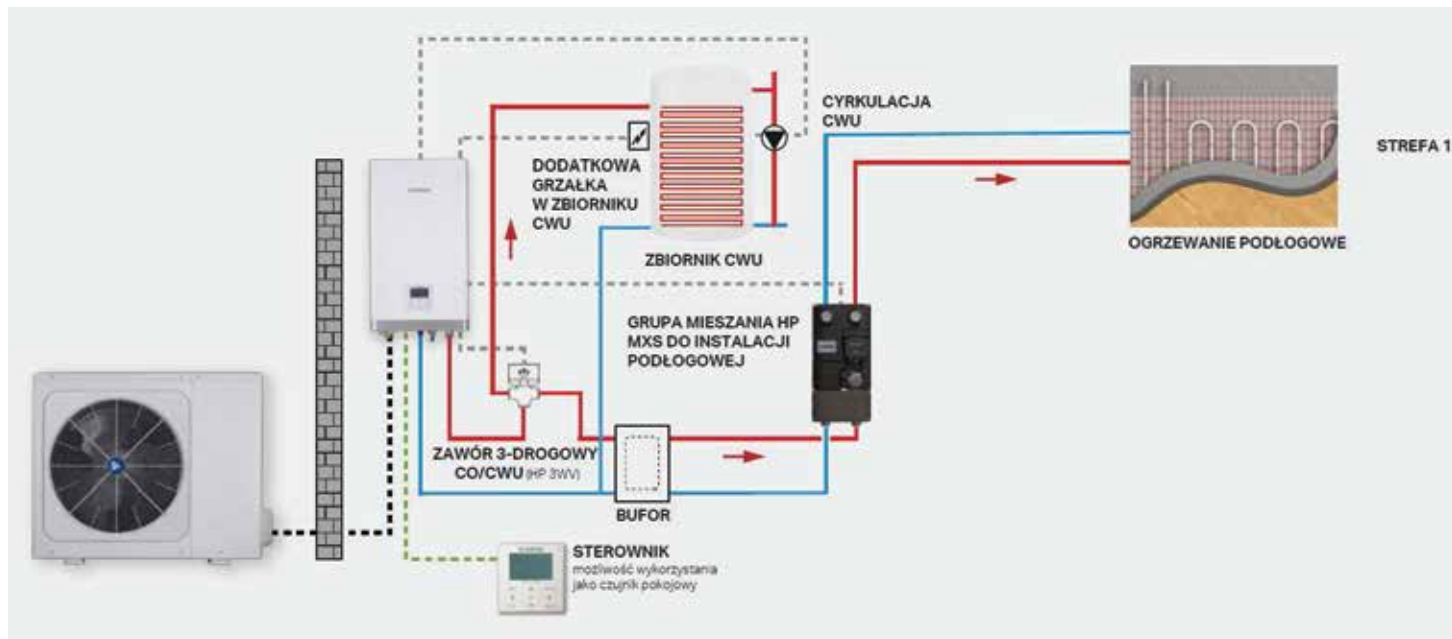 CYRKULACJA
CWU
STREFA 1
DODATKOWA
GRZAŁKA
W ZBIORNIKU
CWU
ZBIORNIK CWU
OGRZEWANIE PODŁOGOWE
GRUPA MIESZANIA HP
MXS DO INSTALACJI
PODŁOGOWEJ
ZAWÓR 3-DROGOWY
CO/CWU (HP 3WV)
BUFOR
STEROWNIK
możliwość wykorzystania
jako czujnik pokojowy